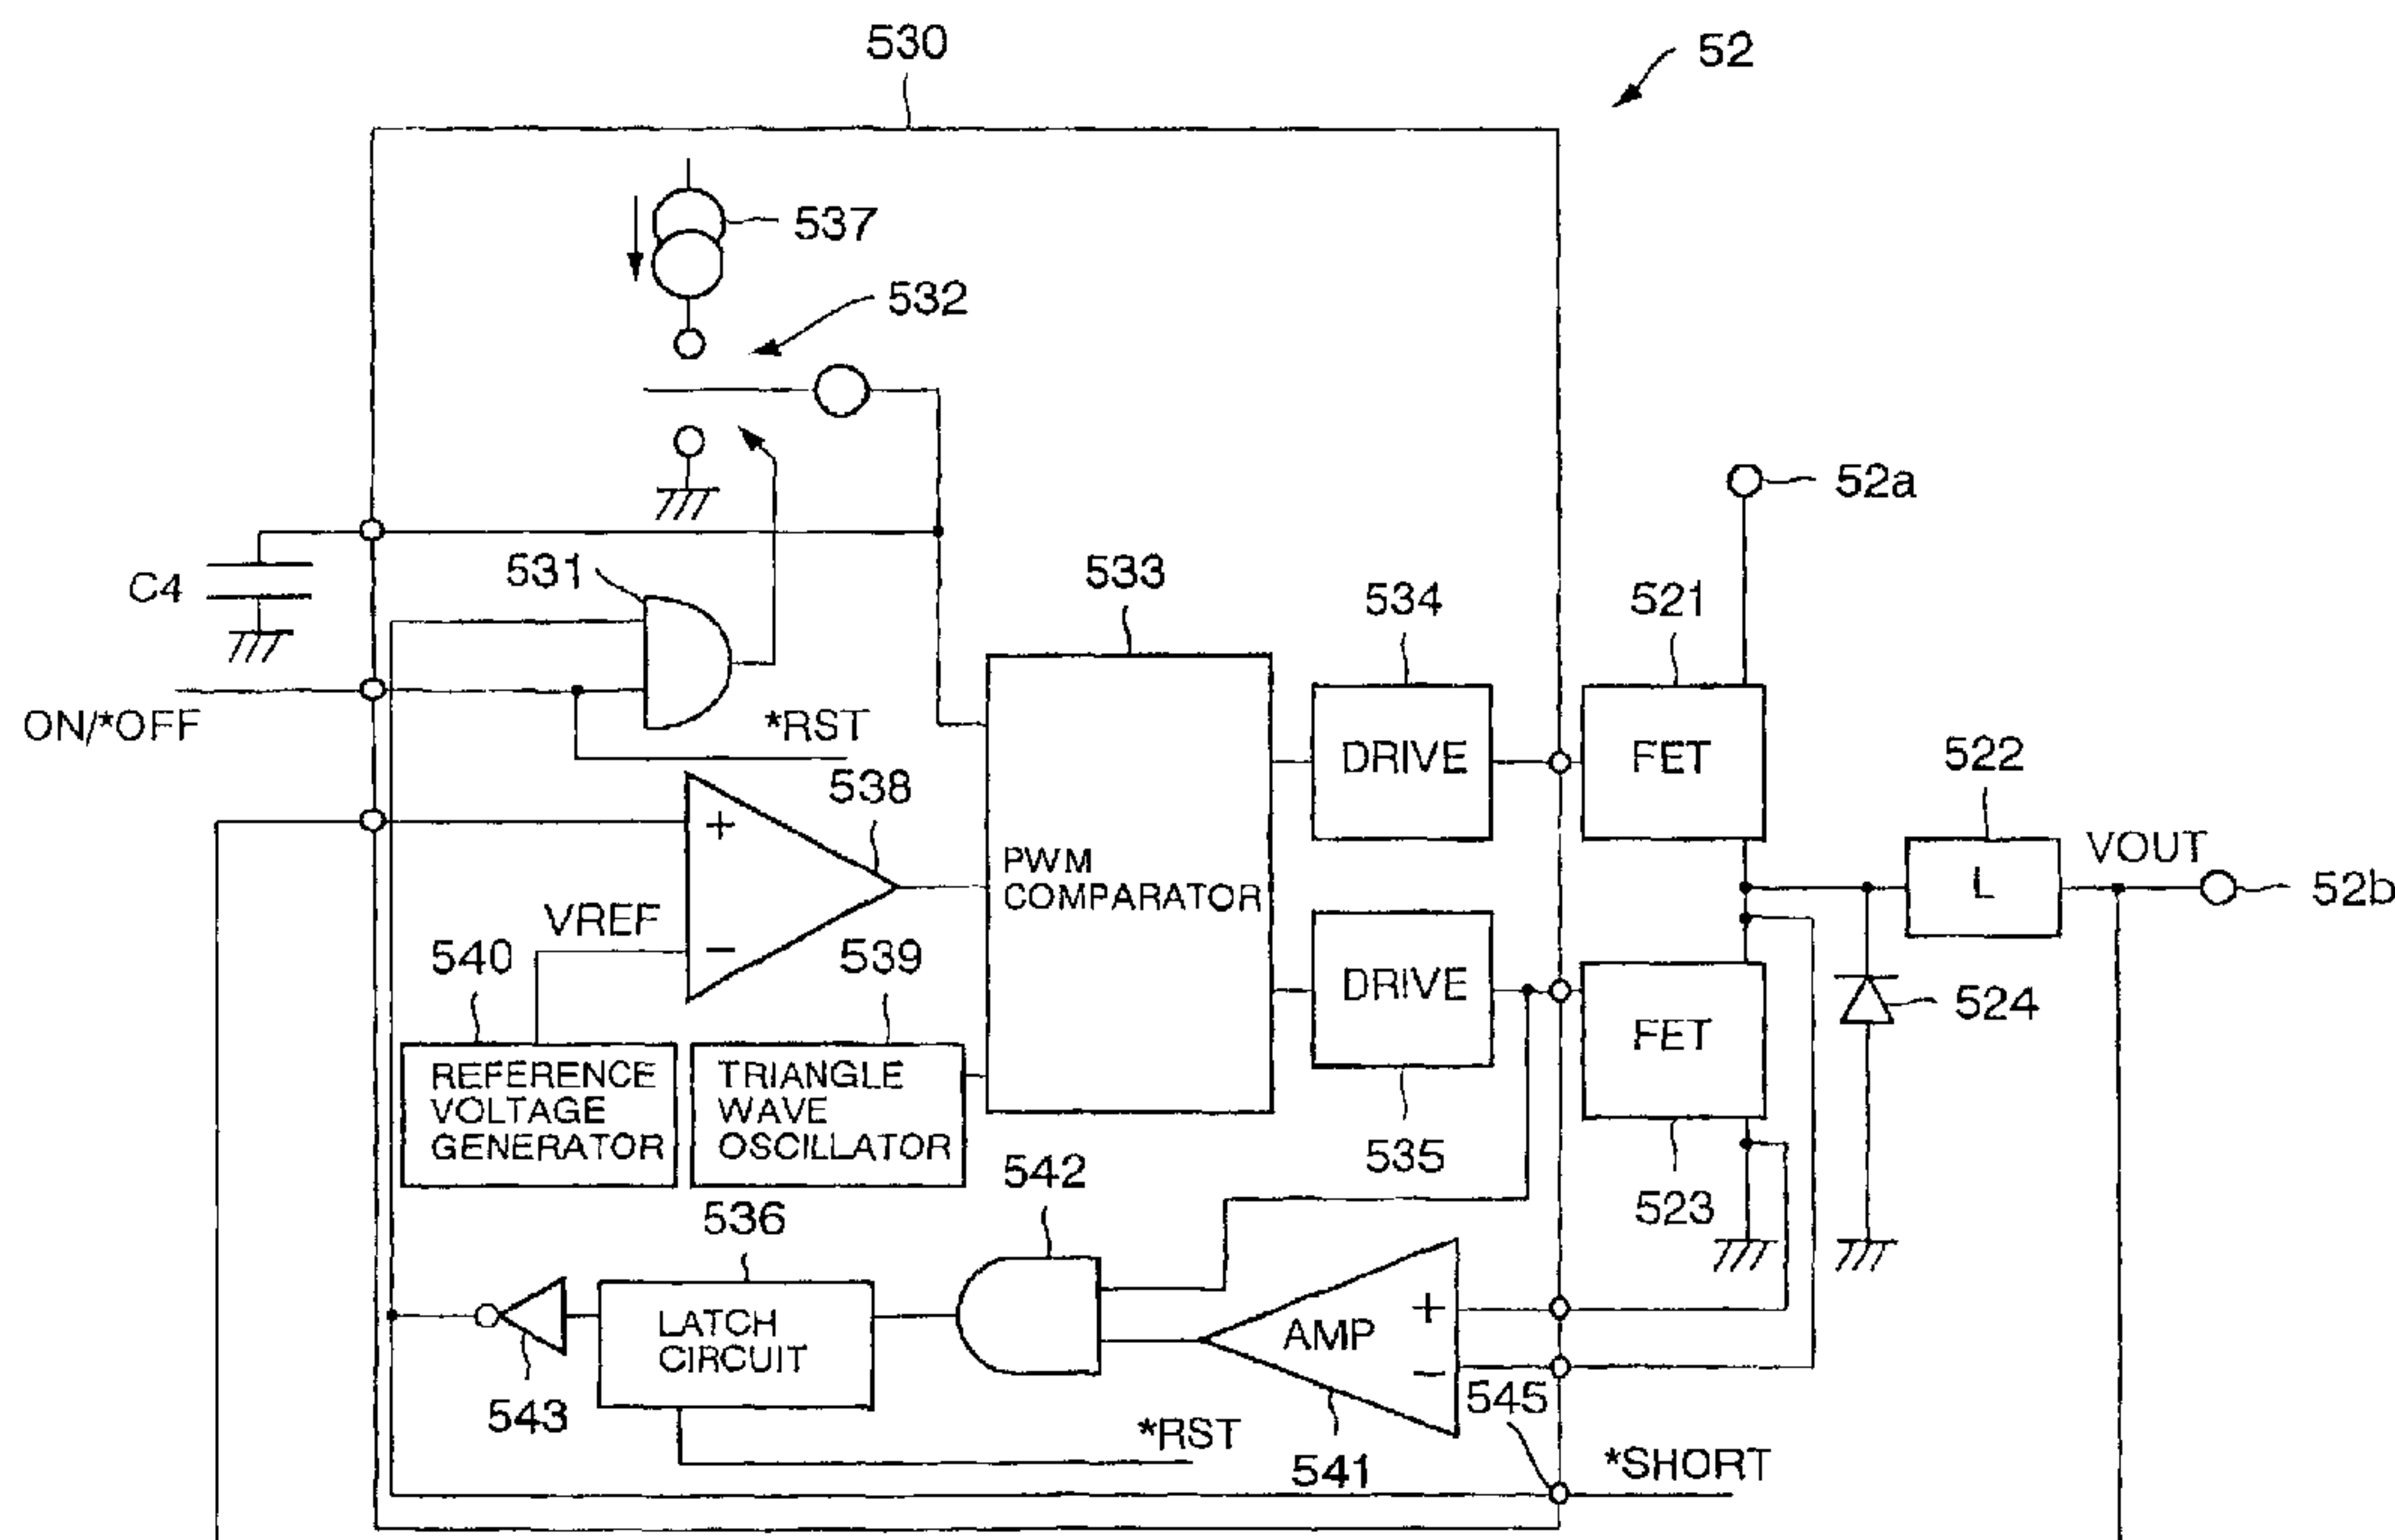 530
52
537
532
52a
531
533
534
521
C4
ON/*OFF
*RST
DRIVE
FET
522
538
+
VOUT
L
52b
PWM
COMPARATOR
VREF
−
540
539
DRIVE
FET
524
REFERENCE
VOLTAGE
GENERATOR
TRIANGLE
WAVE
OSCILLATOR
535
542
523
536
LATCH
CIRCUIT
+
AMP
−
543
545
*RST
541
*SHORT